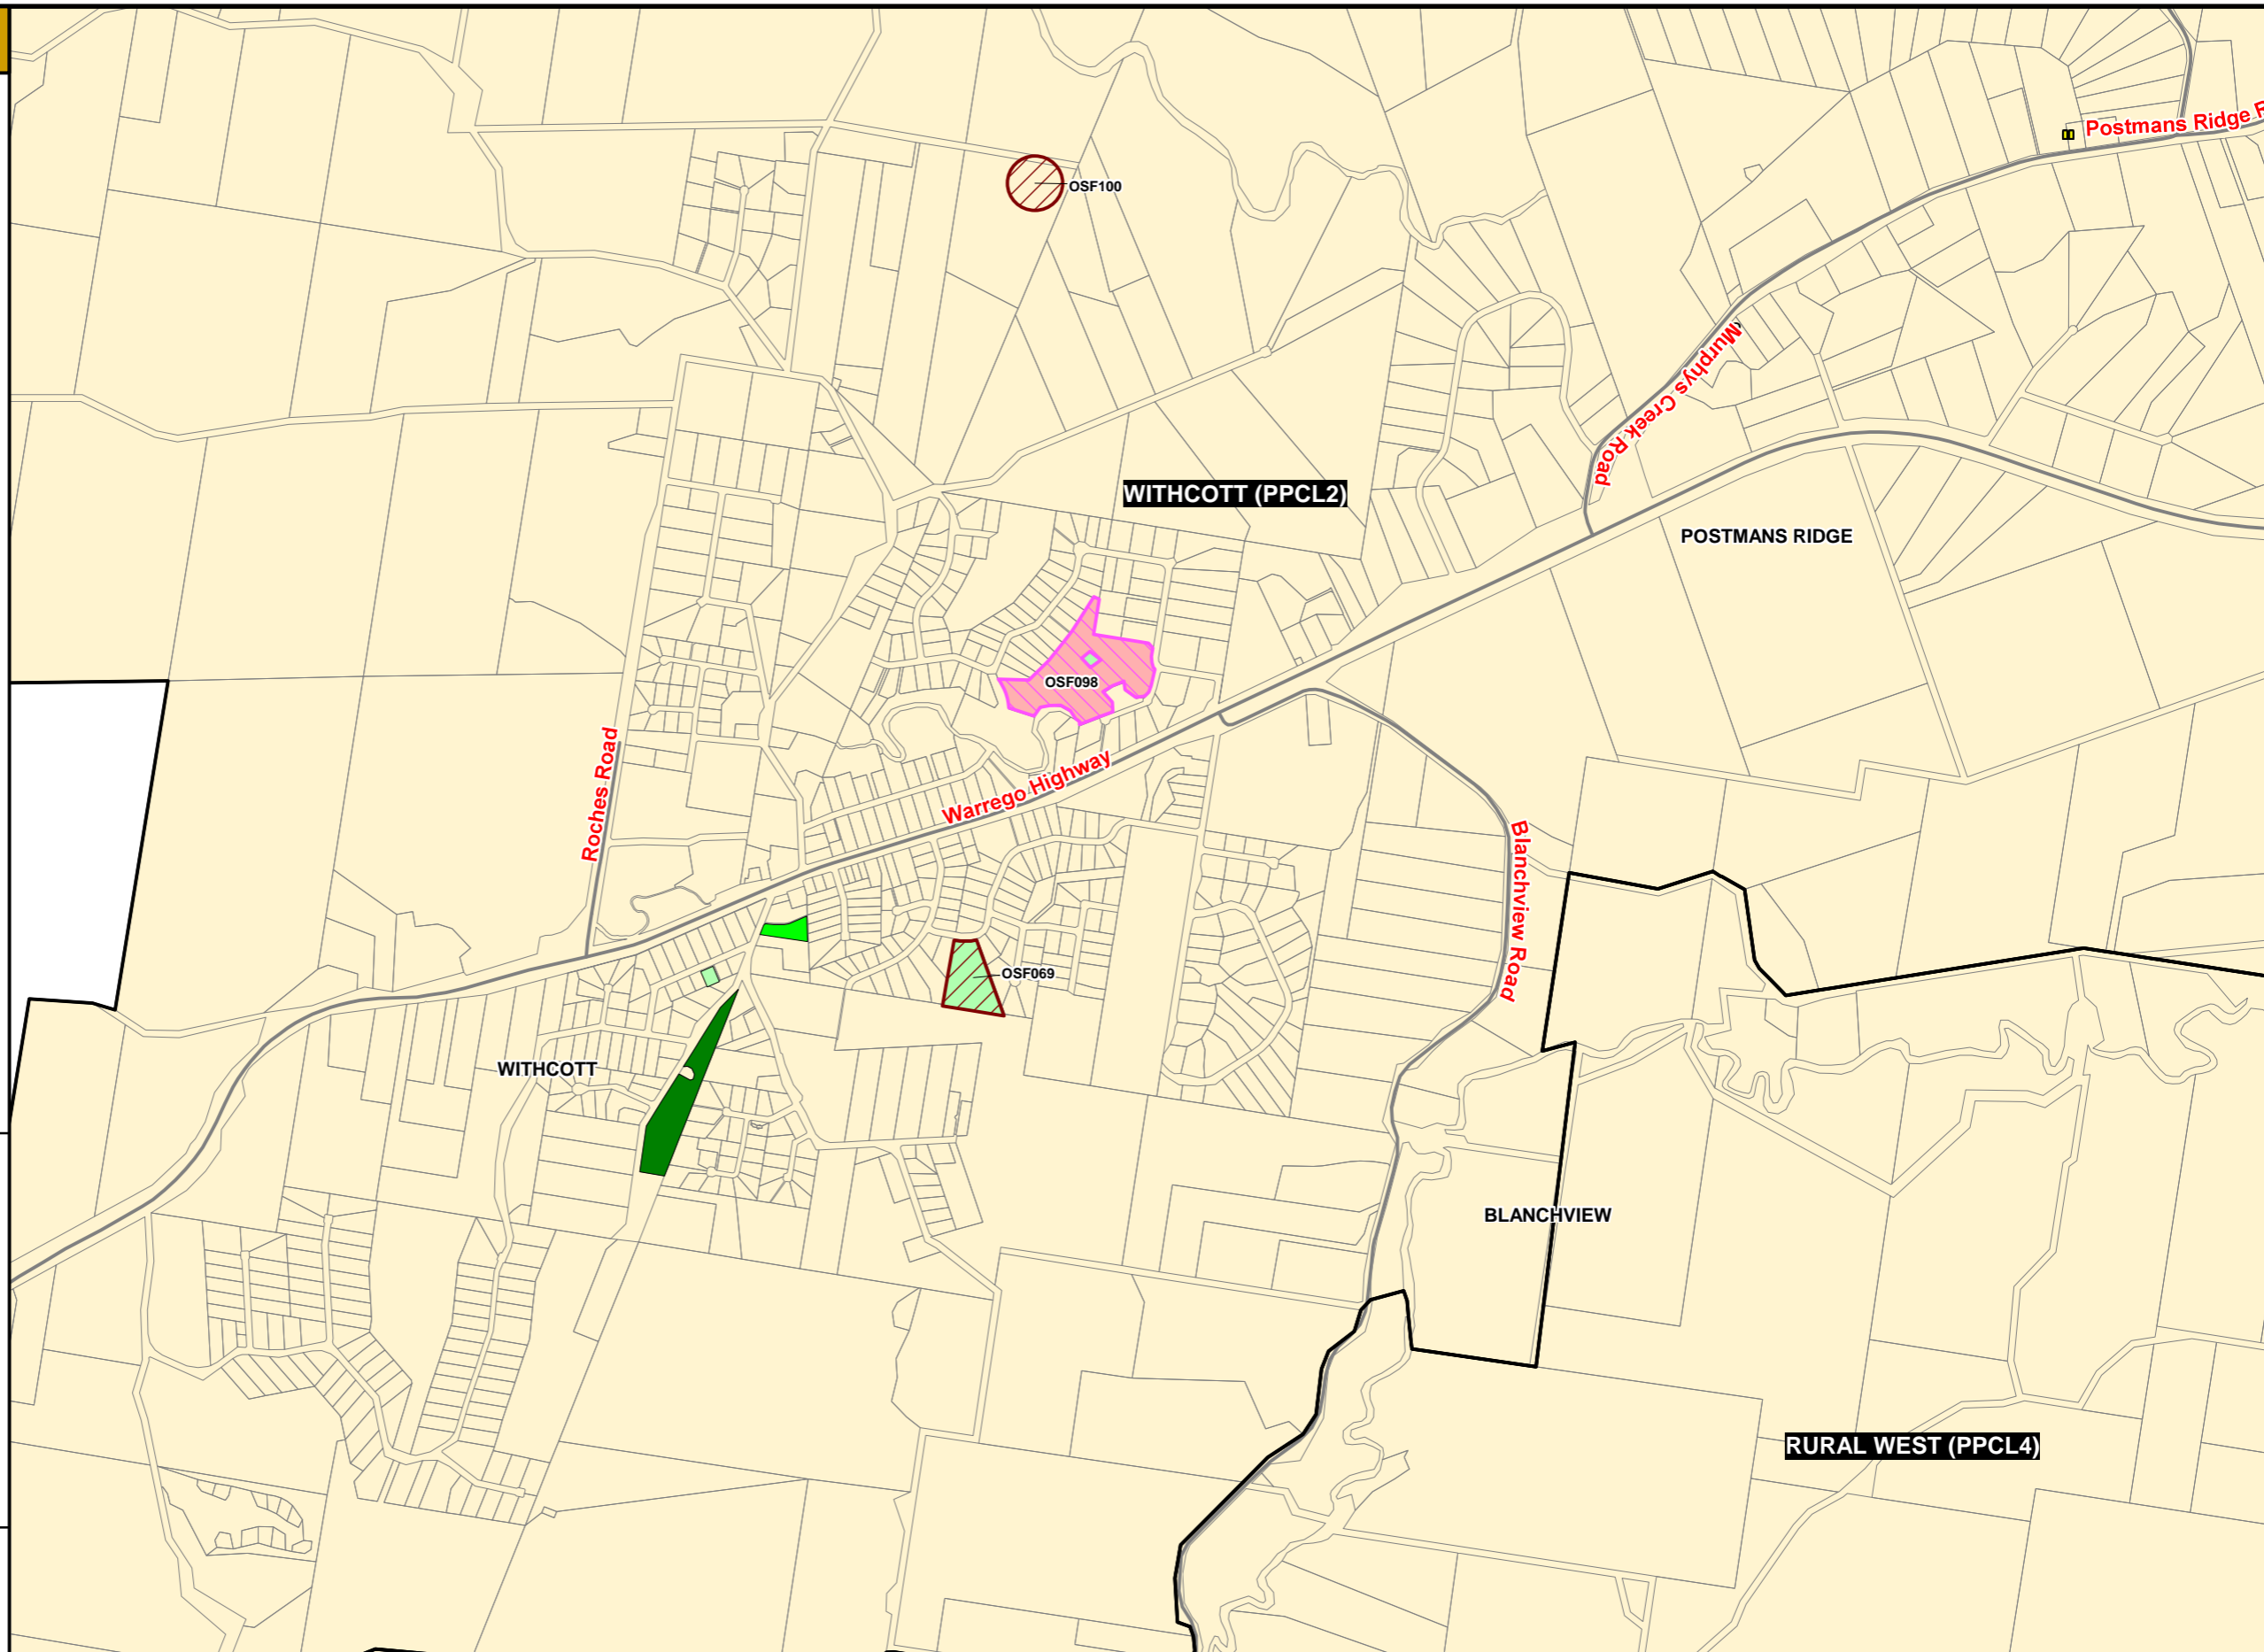 Postmans Ridge R
OSF100
Murphys Creek Road
WITHCOTT (PPCL2)
POSTMANS RIDGE
OSF098
Roches Road
Warrego Highway
Blanchview Road
OSF069
WITHCOTT
BLANCHVIEW
RURAL WEST (PPCL4)